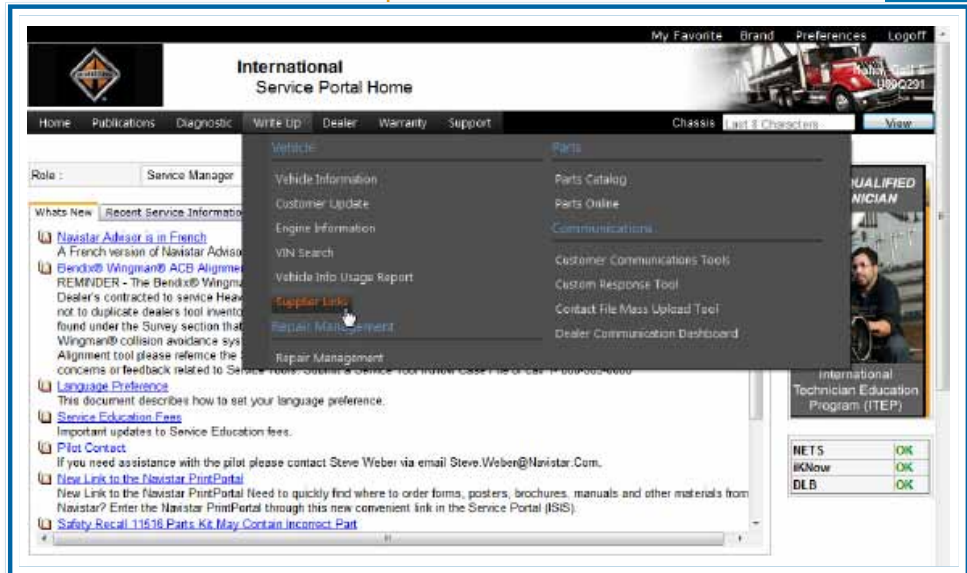 My Favorite Brand Preferences Logoff
International
Service Portal Home
Home Publications Diagnostic Write Up Dealer Warranty Support Chassis Last 8 Characters View
Vehicle
Parts
Role : Service Manager
Vehicle Information
Parts Catalog
QUALIFIED
Customer Update
Parts Online
Whats New Recent Service Informatio
Engine Information
Communications
Navistar Advisor is in French
A French version of Navistar Adviso
VIN Search
Customer Communications Tools
Bendix® Wingman® ACB Alignme
REMINDER - The Bendix® Wingma
Vehicle Info Usage Report
Custom Response Tool
Dealer's contracted to service Heav
not to duplicate dealers tool invento
Supplier Links
Contact File Mass Upload Tool
found under the Survey section that
Repair Management
Dealer Communication Dashboard
Wingman® collision avoidance sys
Alignment tool please refernce the
Repair Management
concerns or feedback related to
International
Technician Education
Program (ITEP)
Language Preference
This document describes how to set your language preference.
Service Education Fees
Important updates to Service Education fees.
Pilot Contact
If you need assistance with the pilot please contact Steve Weber via email Steve.Weber@Navistar.Com.
NETS OK
iKNow OK
DLB OK
New Link to the Navistar PrintPortal
New Link to the Navistar PrintPortal Need to quickly find where to order forms, posters, brochures, manuals and other materials from
Navistar? Enter the Navistar PrintPortal through this new convenient link in the Service Portal (ISIS).
Safety Recall 11516 Parts Kit May Contain Incorrect Part